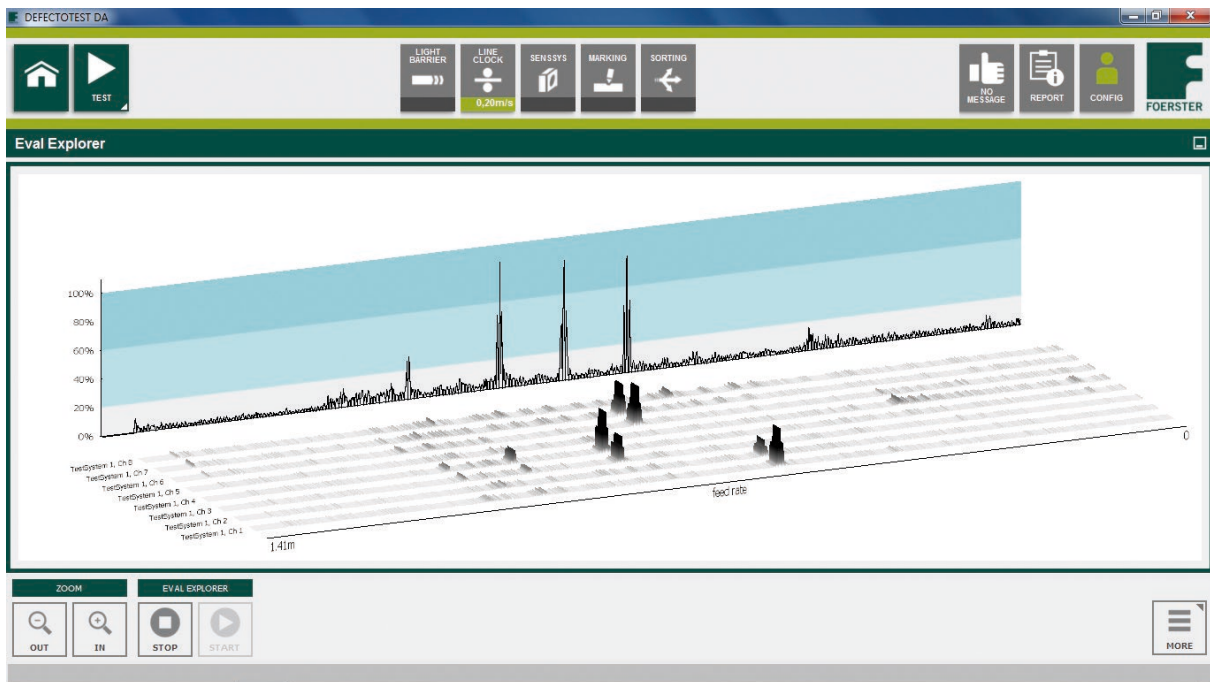 DEFECTOTEST DA
TEST
LIGHT
BARRIER
LINE
CLOCK
0,20m/s
SENSSYS
MARKING
SORTING
NO
MESSAGE
REPORT
CONFIG
FOERSTER
Eval Explorer
100%
80%
60%
40%
20%
0%
TestSystem 1, Ch 8
TestSystem 1, Ch 7
TestSystem 1, Ch 6
TestSystem 1, Ch 5
TestSystem 1, Ch 4
TestSystem 1, Ch 3
TestSystem 1, Ch 2
TestSystem 1, Ch 1
1.41m
feed rate
0
ZOOM
EVAL EXPLORER
OUT
IN
STOP
START
MORE